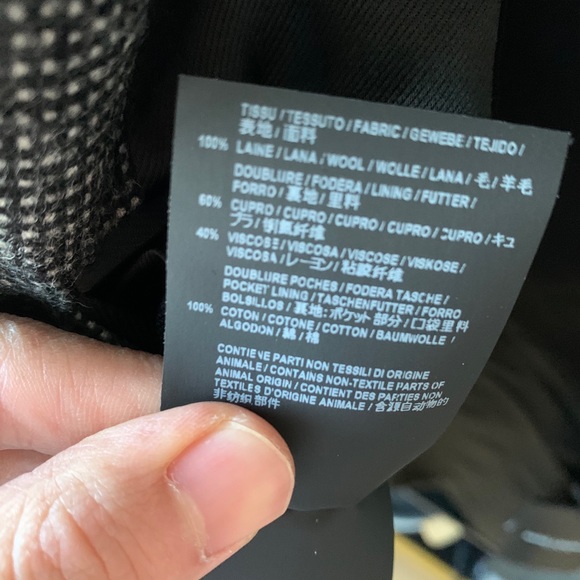 TISSU / TESSUTO / FABRIC / GEWEBE / TEJIDO /
表地 / 面料
100% LAINE / LANA / WOOL / WOLLE / LANA / 毛 / 羊毛
DOUBLURE / FODERA / LINING / FUTTER /
FORRO / 裏地 / 里料
60% CUPRO / CUPRO / CUPRO / CUPRO / CUPRO / キュ
プラ / 铜氨纤维
40% VISCOSE / VISCOSA / VISCOSE / VISKOSE /
VISCOSA / レーヨン / 粘胶纤维
DOUBLURE POCHES / FODERA TASCHE /
POCKET LINING / TASCHENFUTTER / FORRO
BOLSILLOS / 裏地:ポケット部分 / 口袋里料
100% COTON / COTONE / COTTON / BAUMWOLLE /
ALGODON / 綿 / 棉
CONTIENE PARTI NON TESSILI DI ORIGINE
ANIMALE / CONTAINS NON-TEXTILE PARTS OF
ANIMAL ORIGIN / CONTIENT DES PARTIES NON
TEXTILES D'ORIGINE ANIMALE / 含源自动物的
非纺织部件